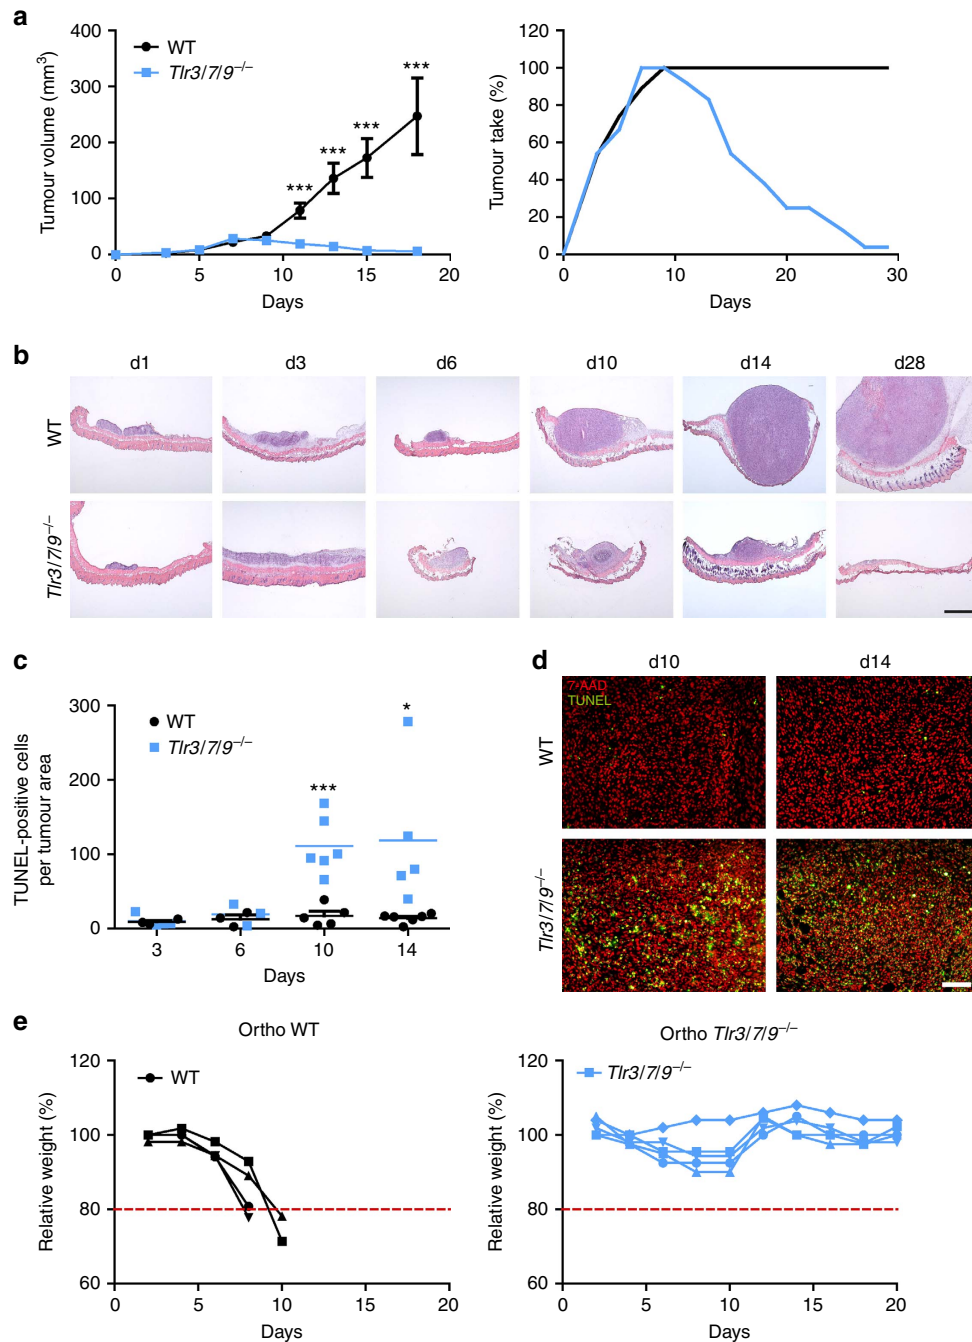 a
400
300
200
100
0
Tumour volume (mm³)
WT
Tlr3/7/9⁻/⁻
***
***
***
***
0 5 10 15 20
Days
120
100
80
60
40
20
0
Tumour take (%)
0 10 20 30
Days
b
d1 d3 d6 d10 d14 d28
WT
Tlr3/7/9⁻/⁻
c
300
200
100
0
TUNEL-positive cells
per tumour area
WT
Tlr3/7/9⁻/⁻
***
*
3 6 10 14
Days
d
d10 d14
7-AAD
TUNEL
WT
Tlr3/7/9⁻/⁻
e
Ortho WT
120
100
80
60
Relative weight (%)
WT
0 5 10 15 20
Days
Ortho Tlr3/7/9⁻/⁻
120
100
80
60
Relative weight (%)
Tlr3/7/9⁻/⁻
0 5 10 15 20
Days